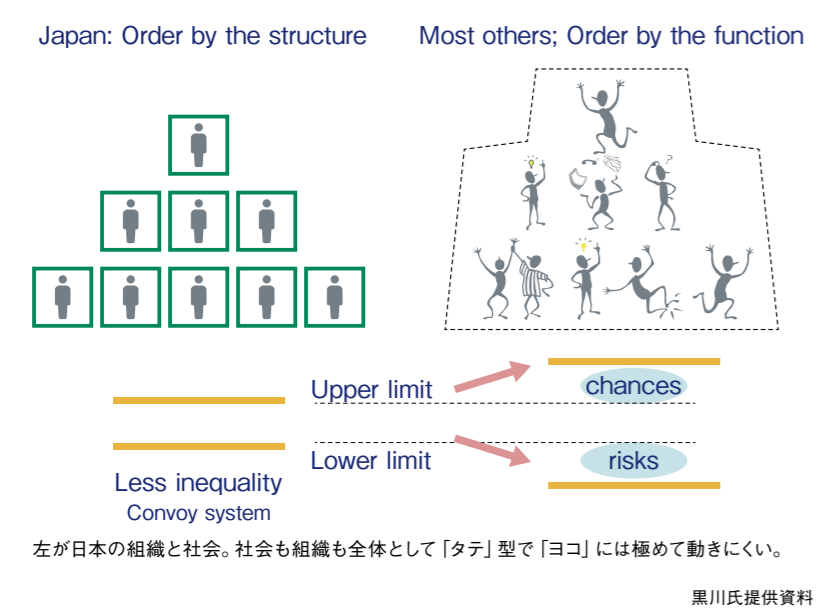 Japan: Order by the structure
Most others; Order by the function
?
Upper limit
chances
Lower limit
risks
Less inequality
Convoy system
左が日本の組織と社会。社会も組織も全体として「タテ」型で「ヨコ」には極めて動きにくい。
黒川氏提供資料